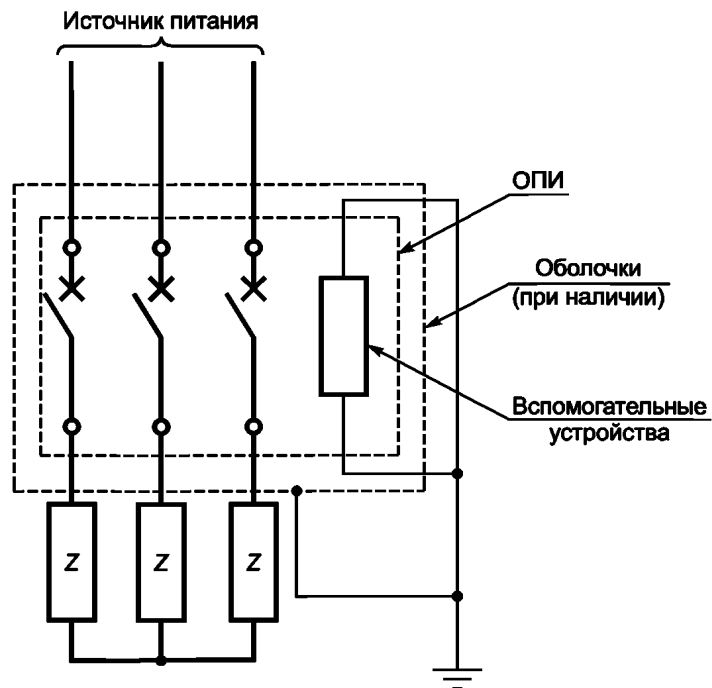 Источник питания
ОПИ
Оболочки
(при наличии)
Вспомогательные
устройства
Z
Z
Z